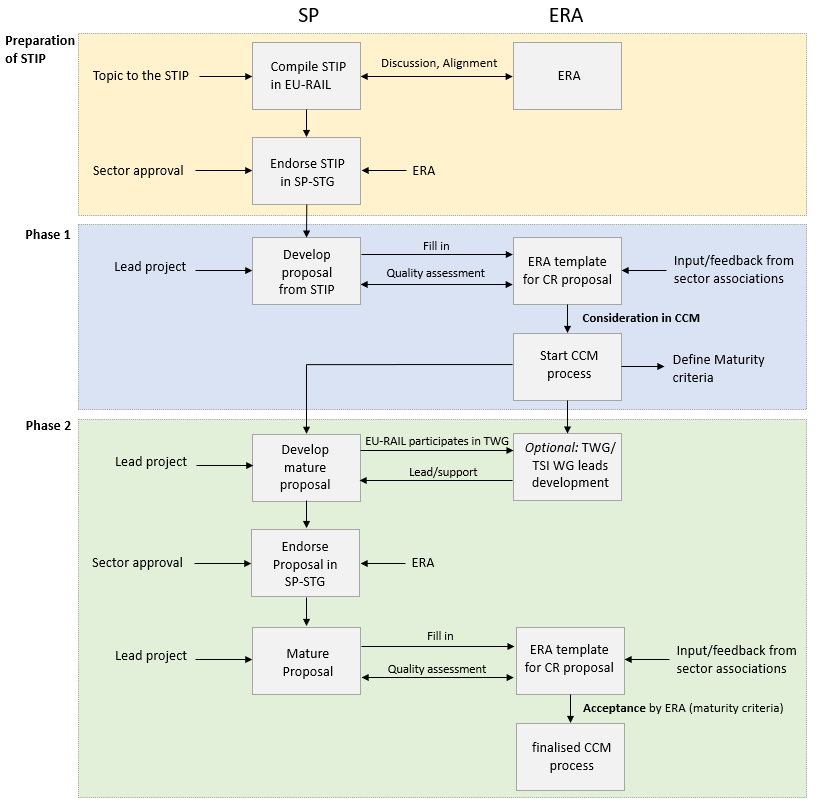 SP
ERA
Preparation
of STIP
Topic to the STIP
Compile STIP
in EU-RAIL
Discussion, Alignment
ERA
Sector approval
Endorse STIP
in SP-STG
ERA
Phase 1
Lead project
Develop
proposal
from STIP
Fill in
Quality assessment
ERA template
for CR proposal
Input/feedback from
sector associations
Consideration in CCM
Start CCM
process
Define Maturity
criteria
Phase 2
Lead project
Develop
mature
proposal
EU-RAIL participates in TWG
Lead/support
Optional: TWG/
TSI WG leads
development
Sector approval
Endorse
Proposal in
SP-STG
ERA
Lead project
Mature
Proposal
Fill in
Quality assessment
ERA template
for CR proposal
Input/feedback from
sector associations
Acceptance by ERA (maturity criteria)
finalised CCM
process